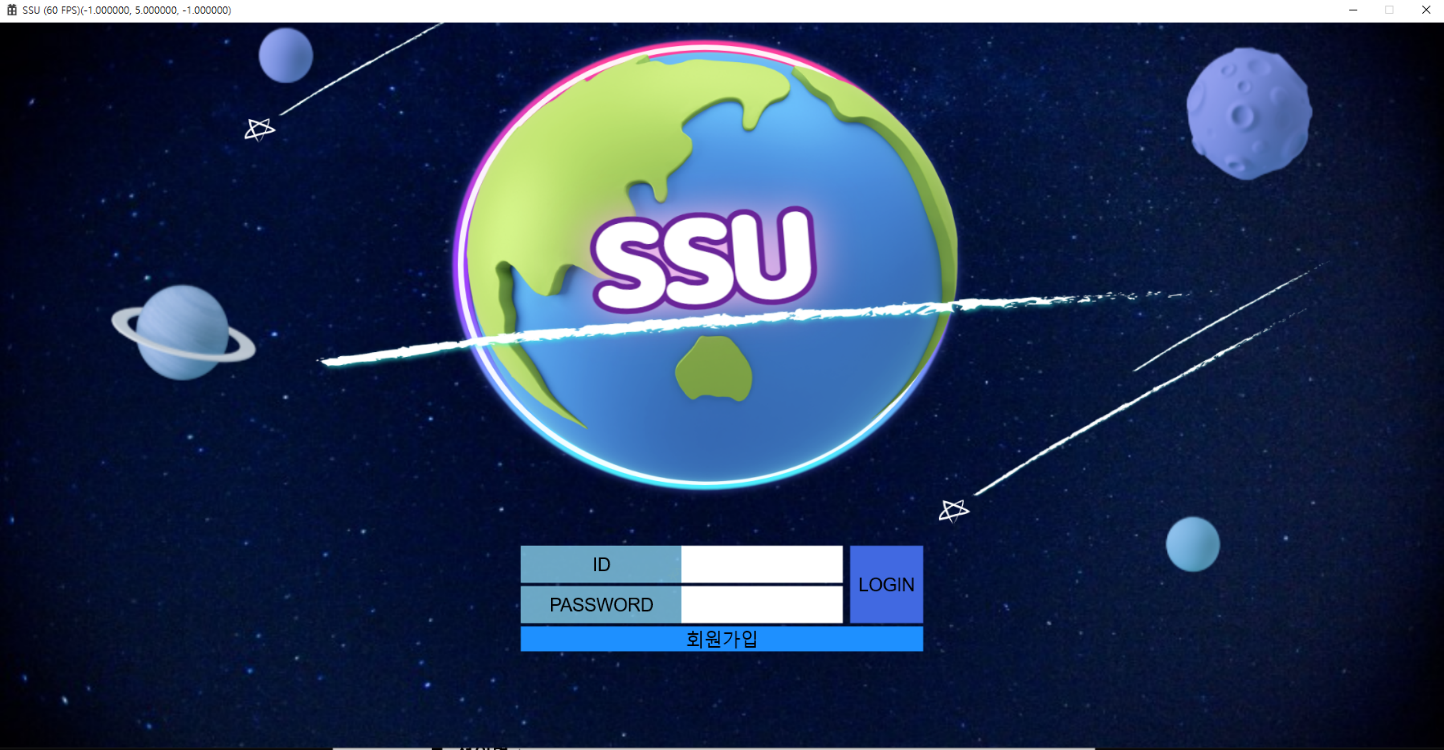 SSU (60 FPS)(-1.000000, 5.000000, -1.000000)
SSU
ID
PASSWORD
LOGIN
회원가입